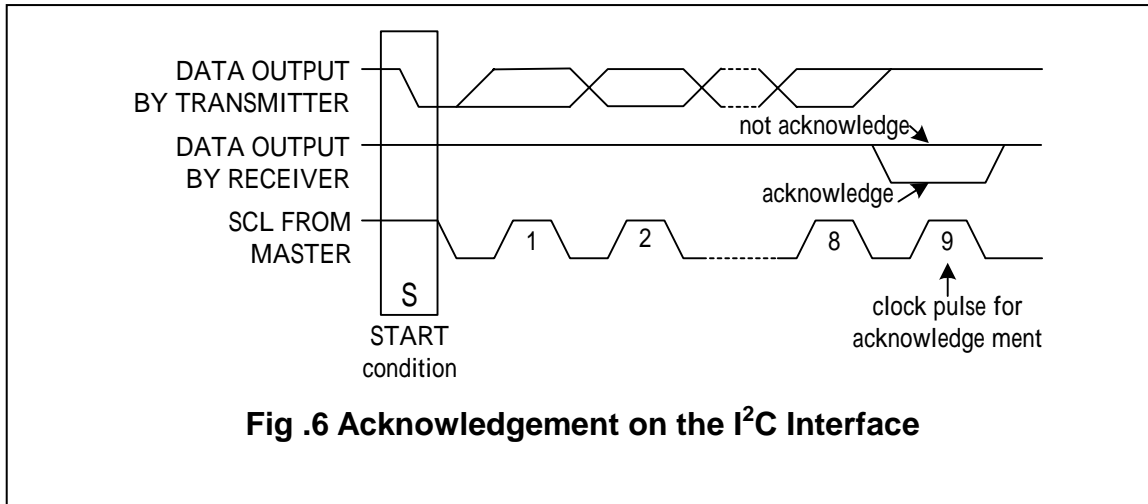 DATA OUTPUT
BY TRANSMITTER
not acknowledge
DATA OUTPUT
BY RECEIVER
acknowledge
SCL FROM
MASTER
1
2
8
9
S
START
condition
clock pulse for
acknowledge ment
Fig .6 Acknowledgement on the I²C Interface